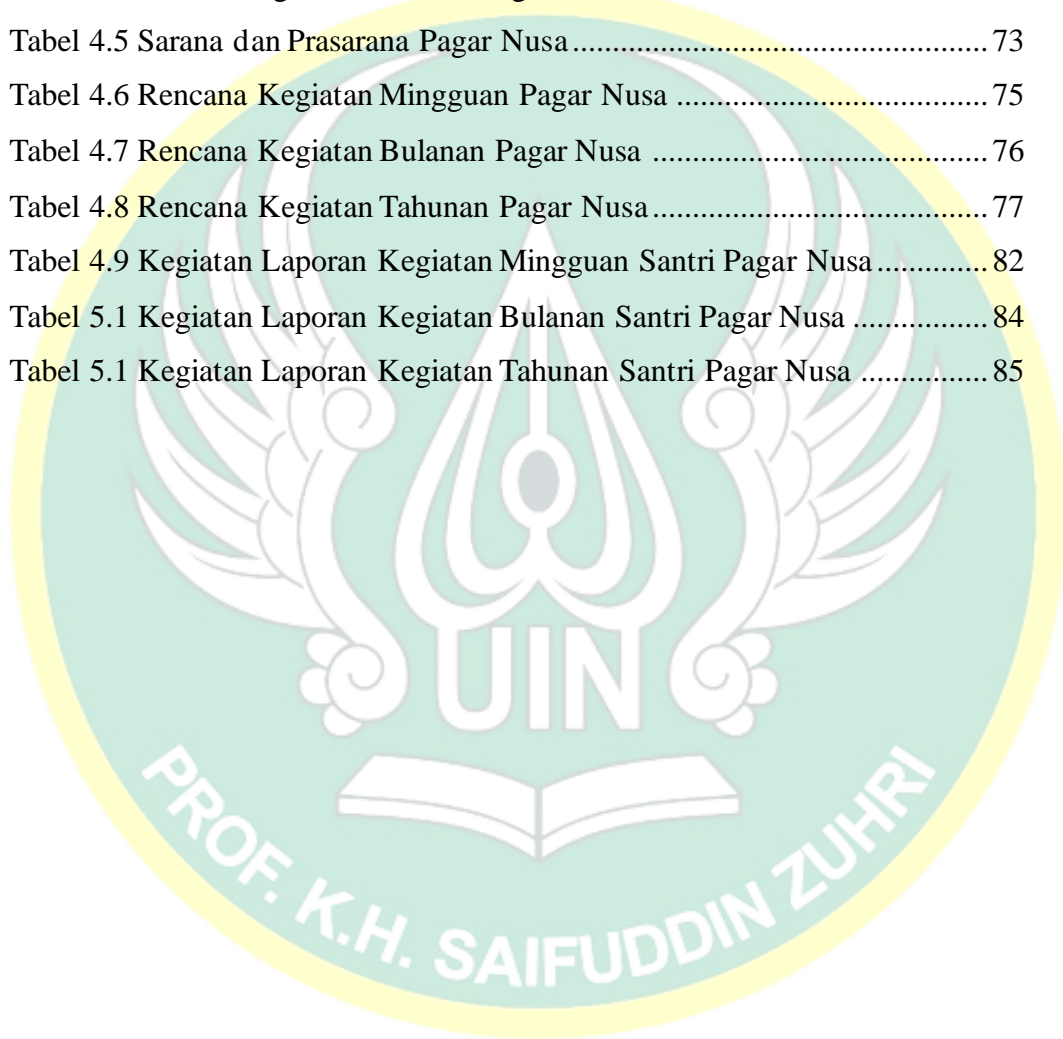 Tabel 4.5 Sarana dan Prasarana Pagar Nusa................................................... 73
Tabel 4.6 Rencana Kegiatan Mingguan Pagar Nusa ...................................... 75
Tabel 4.7 Rencana Kegiatan Bulanan Pagar Nusa ......................................... 76
Tabel 4.8 Rencana Kegiatan Tahunan Pagar Nusa......................................... 77
Tabel 4.9 Kegiatan Laporan Kegiatan Mingguan Santri Pagar Nusa.............. 82
Tabel 5.1 Kegiatan Laporan Kegiatan Bulanan Santri Pagar Nusa ................. 84
Tabel 5.1 Kegiatan Laporan Kegiatan Tahunan Santri Pagar Nusa ................ 85
UIN
PROF. K.H. SAIFUDDIN ZUHRI